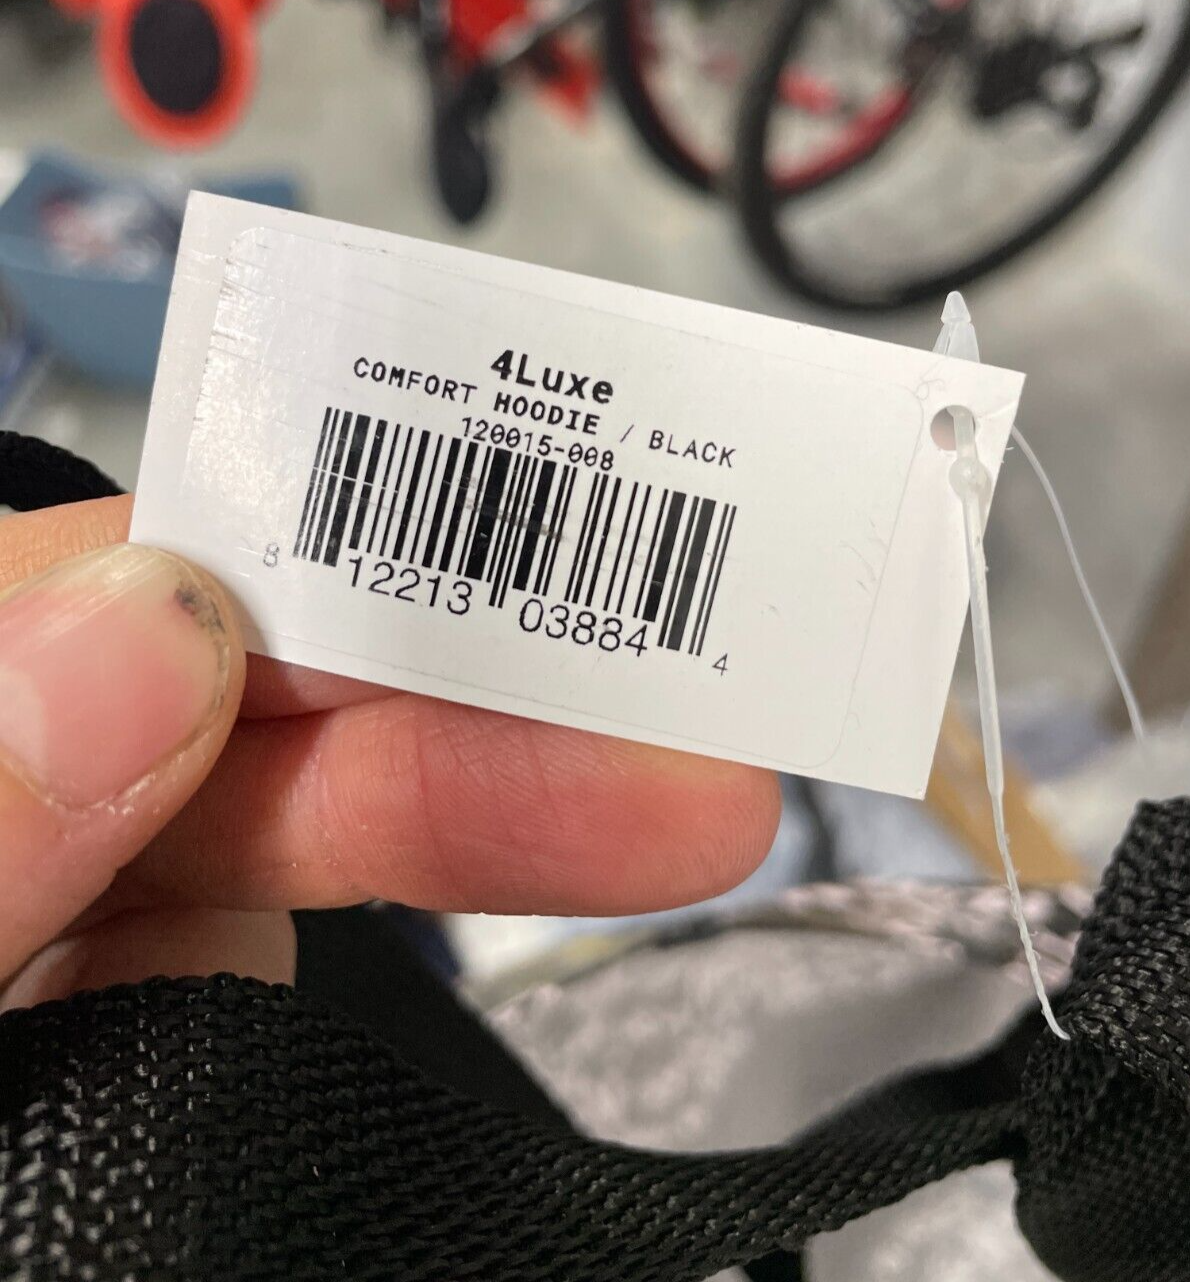 4Luxe
COMFORT HOODIE / BLACK
120015-008
8 12213 03884 4